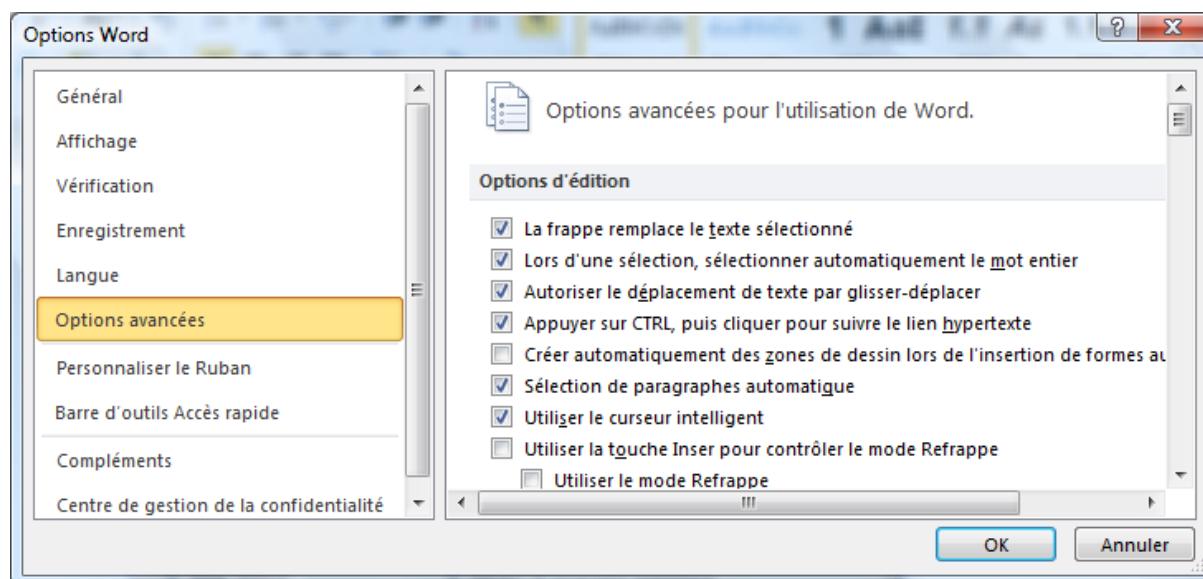 Options Word
Général
Affichage
Vérification
Enregistrement
Langue
Options avancées
Personnaliser le Ruban
Barre d'outils Accès rapide
Compléments
Centre de gestion de la confidentialité
Options avancées pour l'utilisation de Word.
Options d'édition
La frappe remplace le texte sélectionné
Lors d'une sélection, sélectionner automatiquement le mot entier
Autoriser le déplacement de texte par glisser-déplacer
Appuyer sur CTRL, puis cliquer pour suivre le lien hypertexte
Créer automatiquement des zones de dessin lors de l'insertion de formes au
Sélection de paragraphes automatique
Utiliser le curseur intelligent
Utiliser la touche Inser pour contrôler le mode Refrappe
Utiliser le mode Refrappe
OK
Annuler